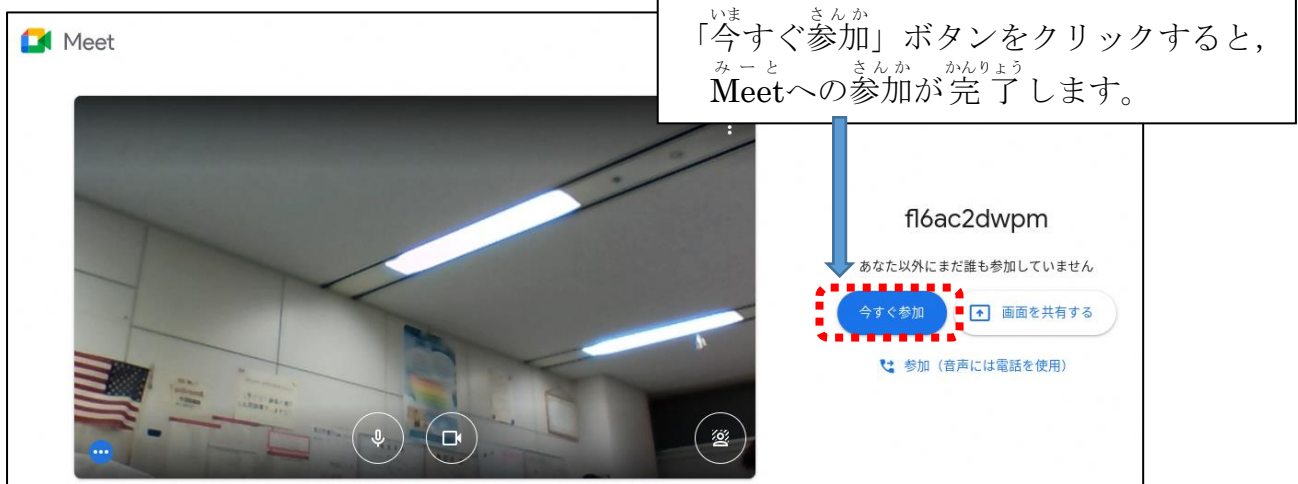 「今すぐ参加」ボタンをクリックすると，
Meetへの参加が完了します。
いま さんか
みーと さんか かんりょう
Meet
fl6ac2dwpm
あなた以外にまだ誰も参加していません
今すぐ参加
画面を共有する
参加（音声には電話を使用）